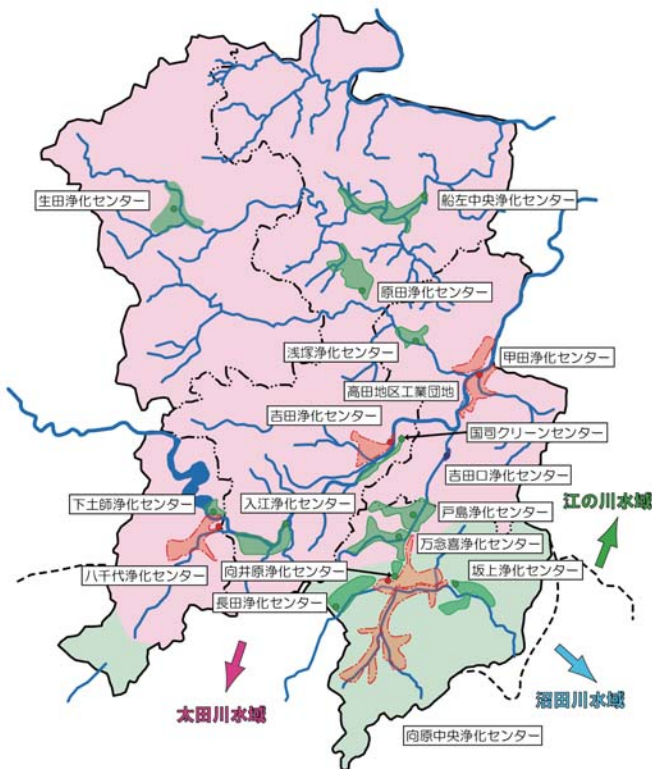 生田浄化センター
船左中央浄化センター
原田浄化センター
浅塚浄化センター
甲田浄化センター
高田地区工業団地
吉田浄化センター
国司クリーンセンター
吉田口浄化センター
下土師浄化センター
入江浄化センター
戸島浄化センター
江の川水域
万念喜浄化センター
八千代浄化センター
向井原浄化センター
坂上浄化センター
長田浄化センター
太田川水域
沼田川水域
向原中央浄化センター